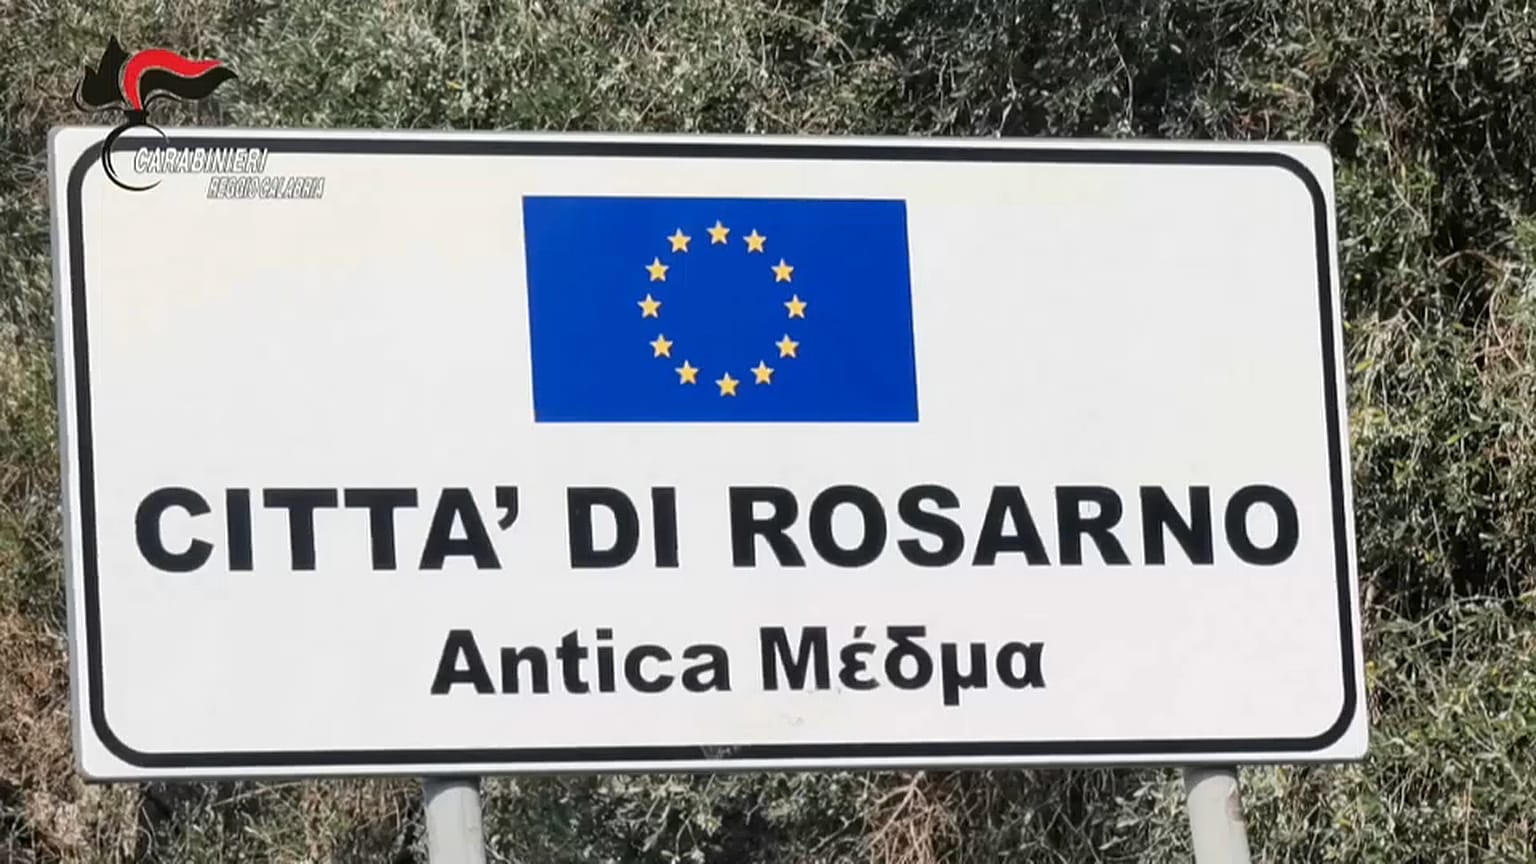 CARABINIERI
REGGIO CALABRIA
CITTA’ DI ROSARNO
Antica Μέδμα